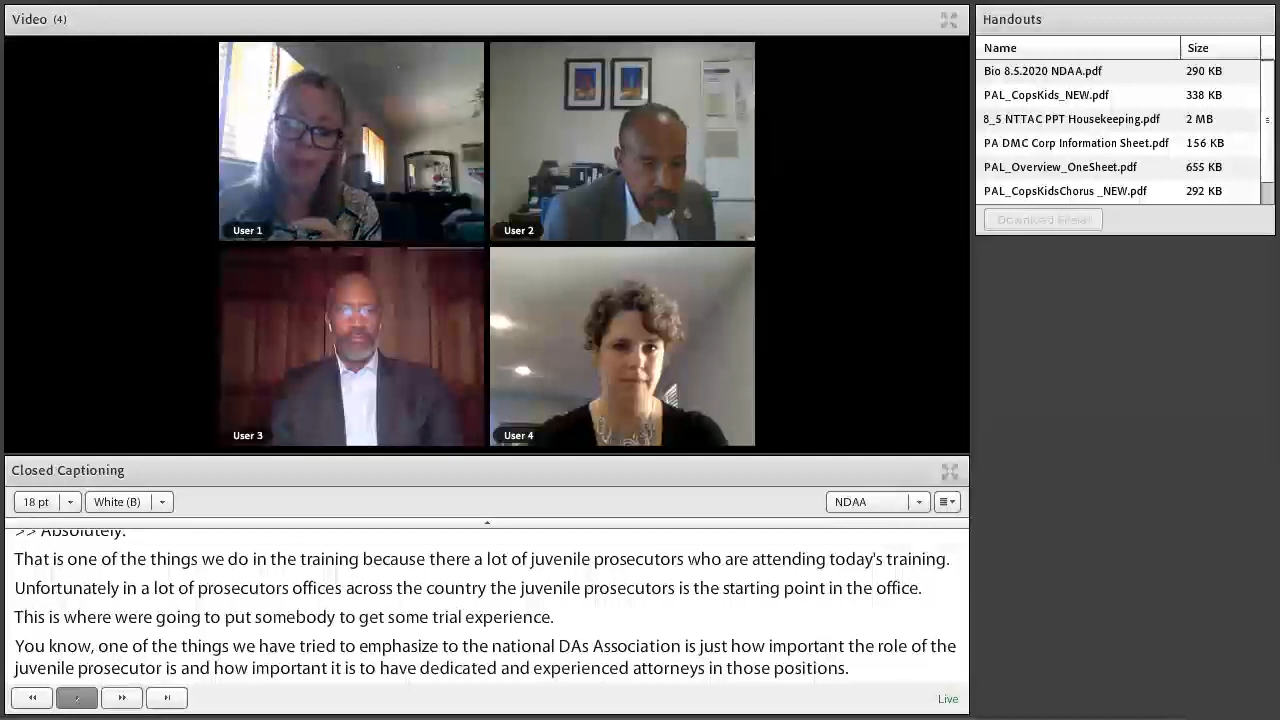 Video (4)
User 1
User 2
User 3
User 4
Handouts
Name Size
Bio 8.5.2020 NDAA.pdf 290 KB
PAL_CopsKids_NEW.pdf 338 KB
8_5 NTTAC PPT Housekeeping.pdf 2 MB
PA DMC Corp Information Sheet.pdf 156 KB
PAL_Overview_OneSheet.pdf 655 KB
PAL_CopsKidsChorus _NEW.pdf 292 KB
Closed Captioning
18 pt White (B) NDAA
>> Absolutely.
That is one of the things we do in the training because there a lot of juvenile prosecutors who are attending today's training.
Unfortunately in a lot of prosecutors offices across the country the juvenile prosecutors is the starting point in the office.
This is where were going to put somebody to get some trial experience.
You know, one of the things we have tried to emphasize to the national DAs Association is just how important the role of the
juvenile prosecutor is and how important it is to have dedicated and experienced attorneys in those positions.
Live